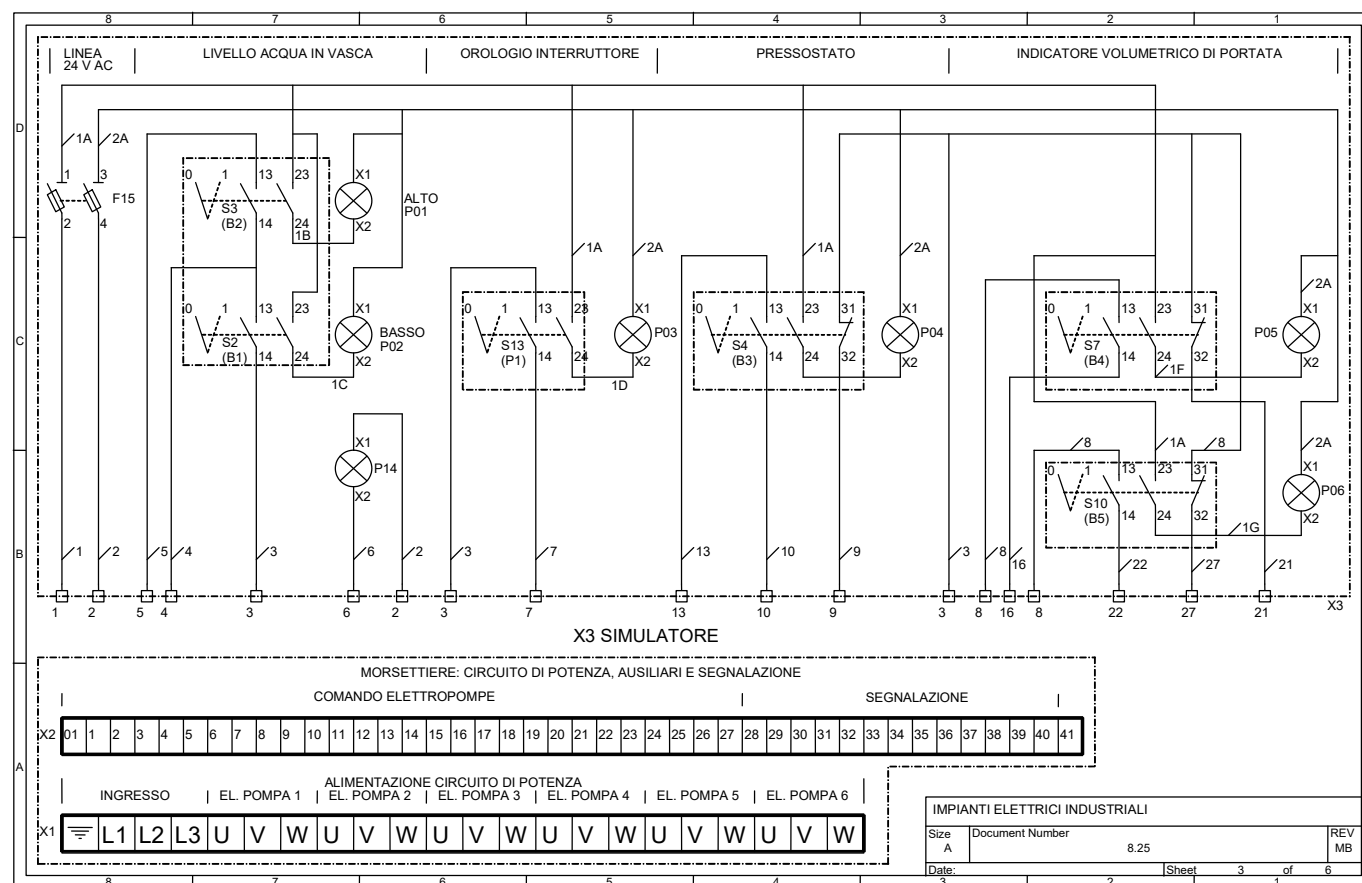 8 7 6 5 4 3 2 1
LINEA
24 V AC
LIVELLO ACQUA IN VASCA
OROLOGIO INTERRUTTORE
PRESSOSTATO
INDICATORE VOLUMETRICO DI PORTATA
D
1A 2A
1 3
F15
2 4
0 1 13 23
S3
(B2)
14 24
1B
X1
X2
ALTO
P01
C
0 1 13 23
S2
(B1)
14 24
1C
X1
BASSO
P02
X2
1A 2A
0 1 13 23
S13
(P1)
14 24
1D
X1
P03
X2
1A 2A
0 1 13 23 31
S4
(B3)
14 24 32
X1
P04
X2
2A
0 1 13 23 31
S7
(B4)
14 24 32
1F
X1
P05
X2
X1
P14
X2
8 1A 8 2A
0 1 13 23 31
S10
(B5)
14 24 32
1G
X1
P06
X2
B
1 2 5 4 3 6 2 3 7 13 10 9 3 8 16 22 27 21
1 2 5 4 3 6 2 3 7 13 10 9 3 8 16 8 22 27 21
X3
X3 SIMULATORE
A
MORSETTIERE: CIRCUITO DI POTENZA, AUSILIARI E SEGNALAZIONE
COMANDO ELETTROPOMPE
SEGNALAZIONE
X2 01 1 2 3 4 5 6 7 8 9 10 11 12 13 14 15 16 17 18 19 20 21 22 23 24 25 26 27 28 29 30 31 32 33 34 35 36 37 38 39 40 41
ALIMENTAZIONE CIRCUITO DI POTENZA
INGRESSO EL. POMPA 1 EL. POMPA 2 EL. POMPA 3 EL. POMPA 4 EL. POMPA 5 EL. POMPA 6
X1 L1 L2 L3 U V W U V W U V W U V W U V W U V W
IMPIANTI ELETTRICI INDUSTRIALI
Size
A
Document Number
8.25
REV
MB
Date:
Sheet 3 of 6
8 7 6 5 4 3 2 1